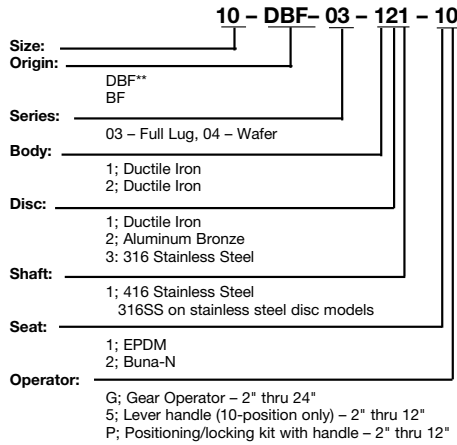 10 – DBF– 03 – 121 – 10
Size:
Origin:
DBF**
BF
Series:
03 – Full Lug, 04 – Wafer
Body:
1; Ductile Iron
2; Ductile Iron
Disc:
1; Ductile Iron
2; Aluminum Bronze
3: 316 Stainless Steel
Shaft:
1; 416 Stainless Steel
316SS on stainless steel disc models
Seat:
1; EPDM
2; Buna-N
Operator:
G; Gear Operator – 2" thru 24"
5; Lever handle (10-position only) – 2" thru 12"
P; Positioning/locking kit with handle – 2" thru 12"